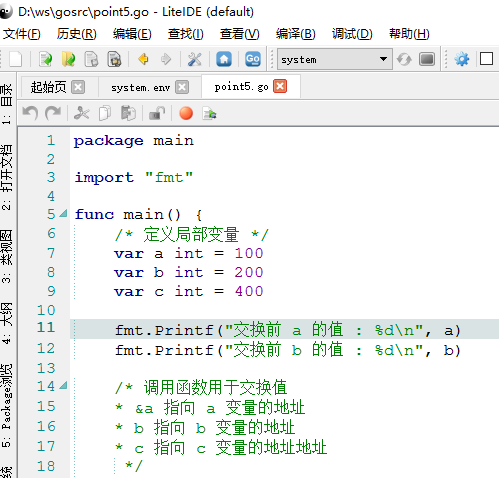 D:\ws\gosrc\point5.go - LiteIDE (default)
文件(F) 历史(R) 编辑(E) 查找(I) 查看(V) 编译(B) 调试(D) 帮助(H)
Go system
起始页 system.env point5.go
1: 目录
2: 打开文档
3: 类视图
4: 大纲
5: Package浏览
统
1 package main
2
3 import "fmt"
4
5 func main() {
6 /* 定义局部变量 */
7 var a int = 100
8 var b int = 200
9 var c int = 400
10
11 fmt.Printf("交换前 a 的值 : %d\n", a)
12 fmt.Printf("交换前 b 的值 : %d\n", b)
13
14 /* 调用函数用于交换值
15 * &a 指向 a 变量的地址
16 * b 指向 b 变量的地址
17 * c 指向 c 变量的地址地址
18 */